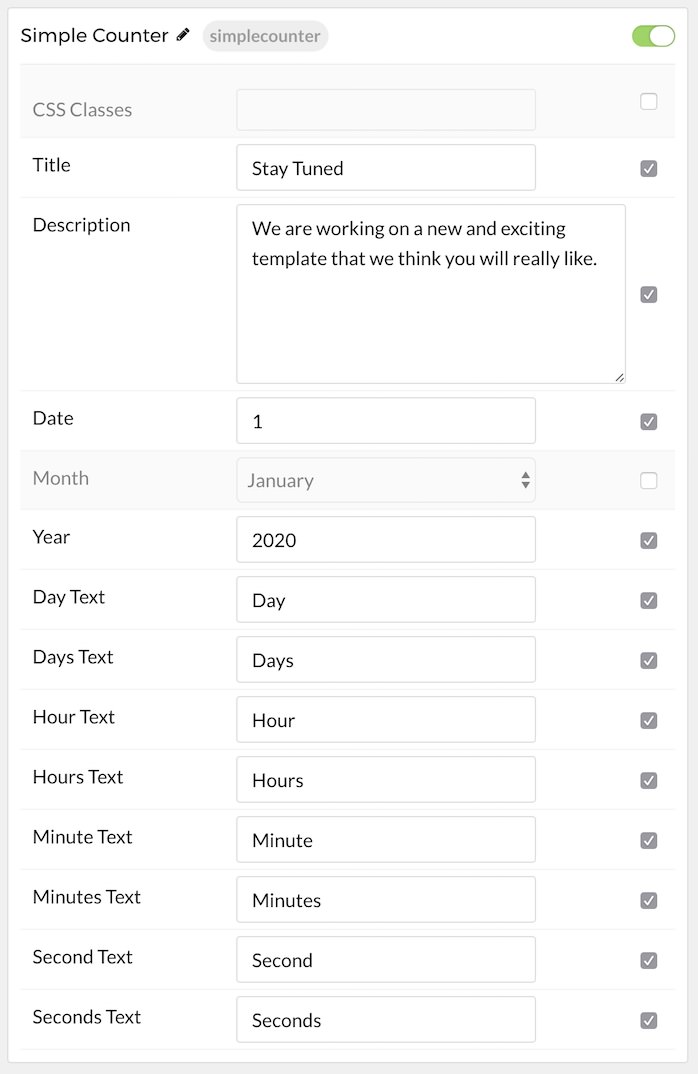 Simple Counter simplecounter
CSS Classes
Title Stay Tuned
Description We are working on a new and exciting
template that we think you will really like.
Date 1
Month January
Year 2020
Day Text Day
Days Text Days
Hour Text Hour
Hours Text Hours
Minute Text Minute
Minutes Text Minutes
Second Text Second
Seconds Text Seconds